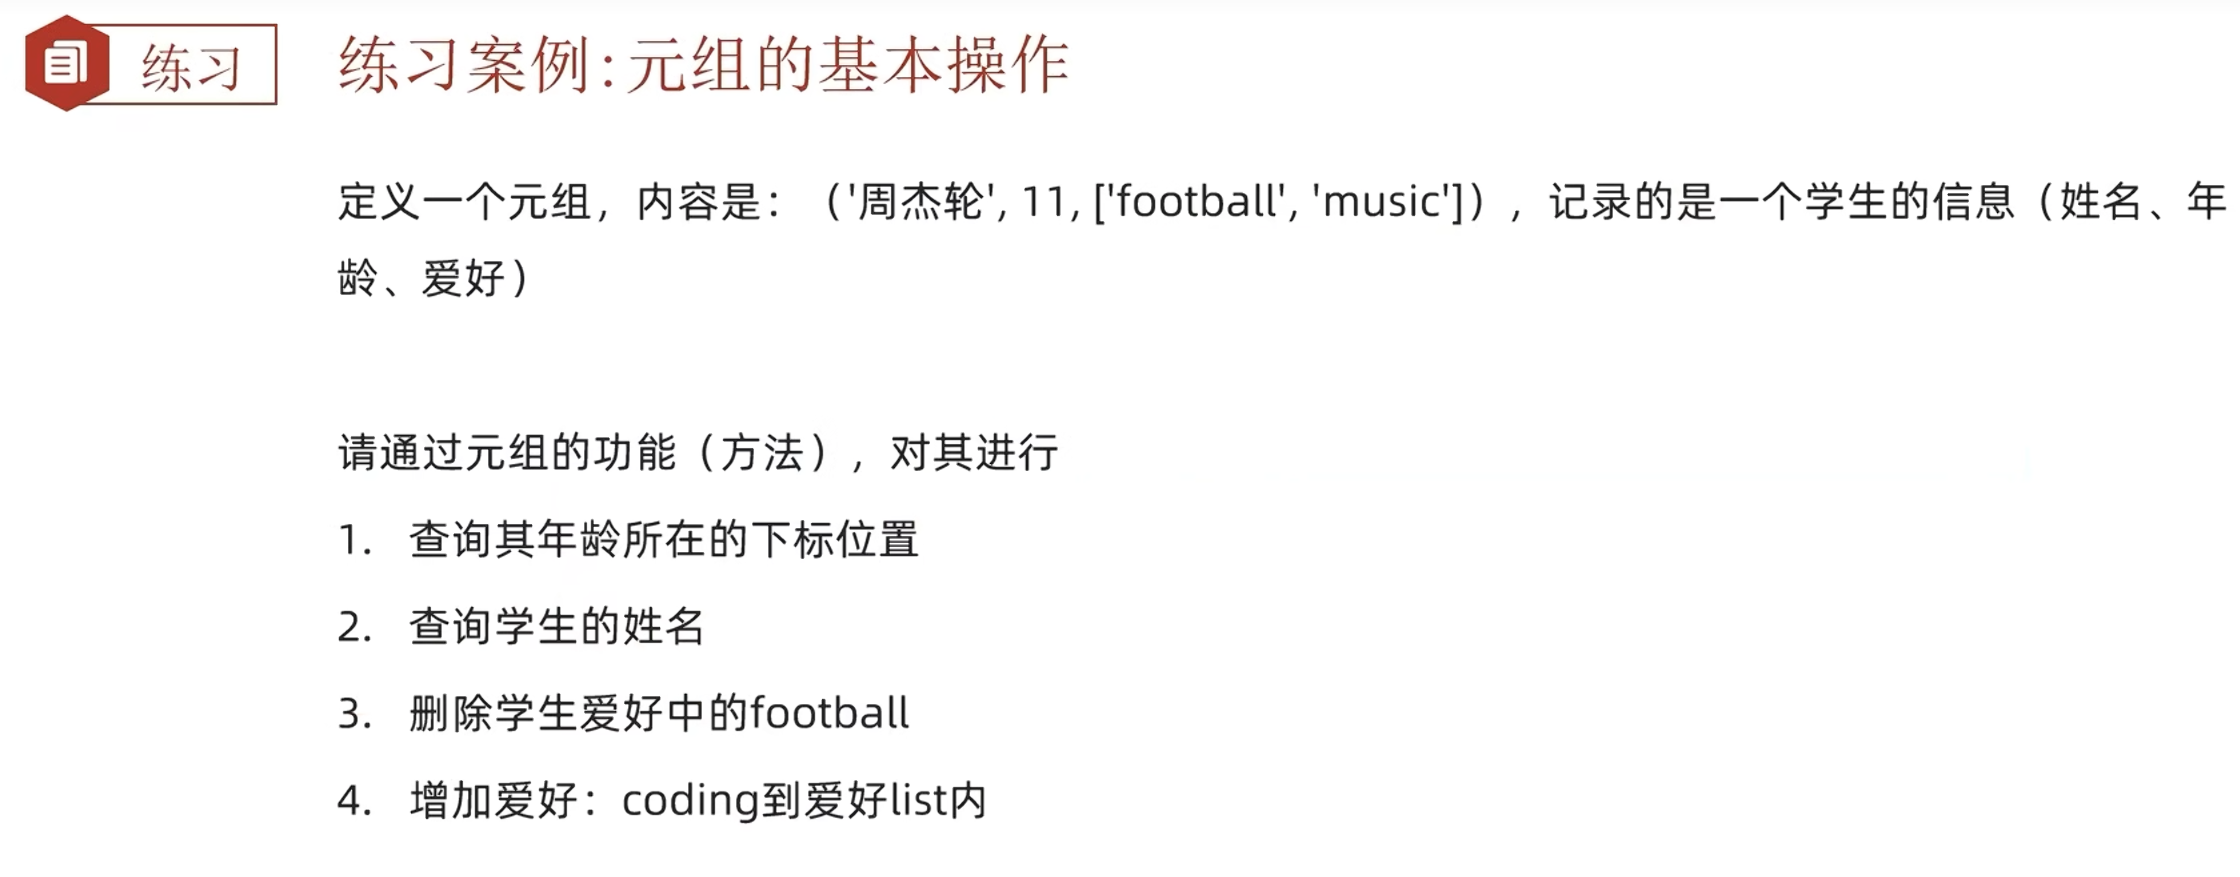 练习
练习案例:元组的基本操作
定义一个元组，内容是：（'周杰轮', 11, ['football', 'music']），记录的是一个学生的信息（姓名、年
龄、爱好）
请通过元组的功能（方法），对其进行
1. 查询其年龄所在的下标位置
2. 查询学生的姓名
3. 删除学生爱好中的football
4. 增加爱好：coding到爱好list内